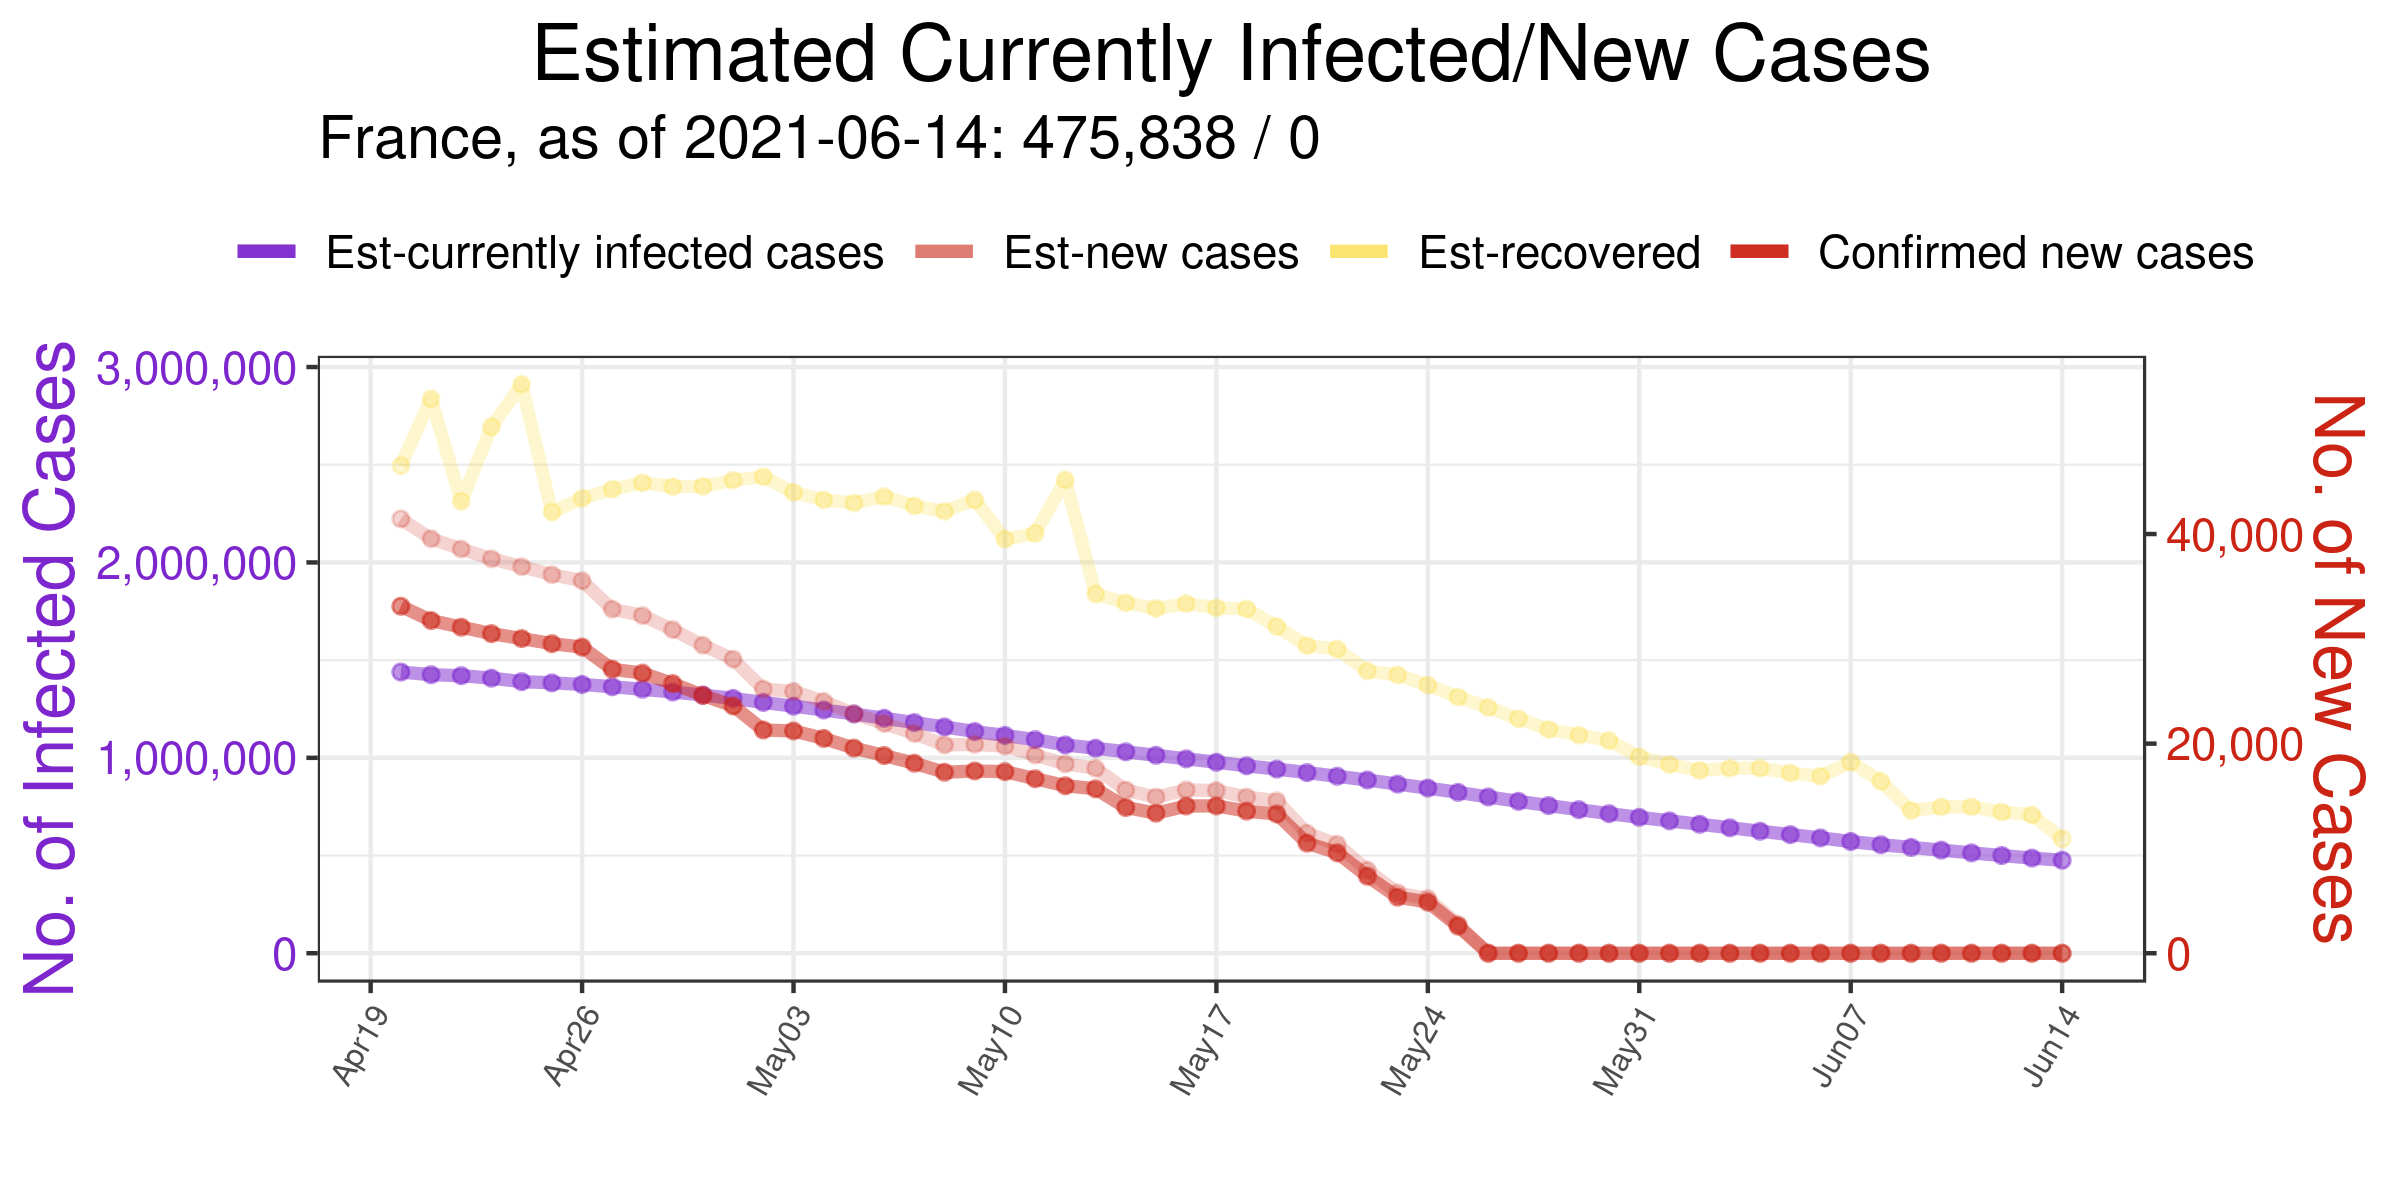 Estimated Currently Infected/New Cases
France, as of 2021-06-14: 475,838 / 0
Est-currently infected cases Est-new cases Est-recovered Confirmed new cases
No. of Infected Cases
3,000,000
2,000,000
1,000,000
0
40,000
20,000
0
No. of New Cases
Apr19 Apr26 May03 May10 May17 May24 May31 Jun07 Jun14